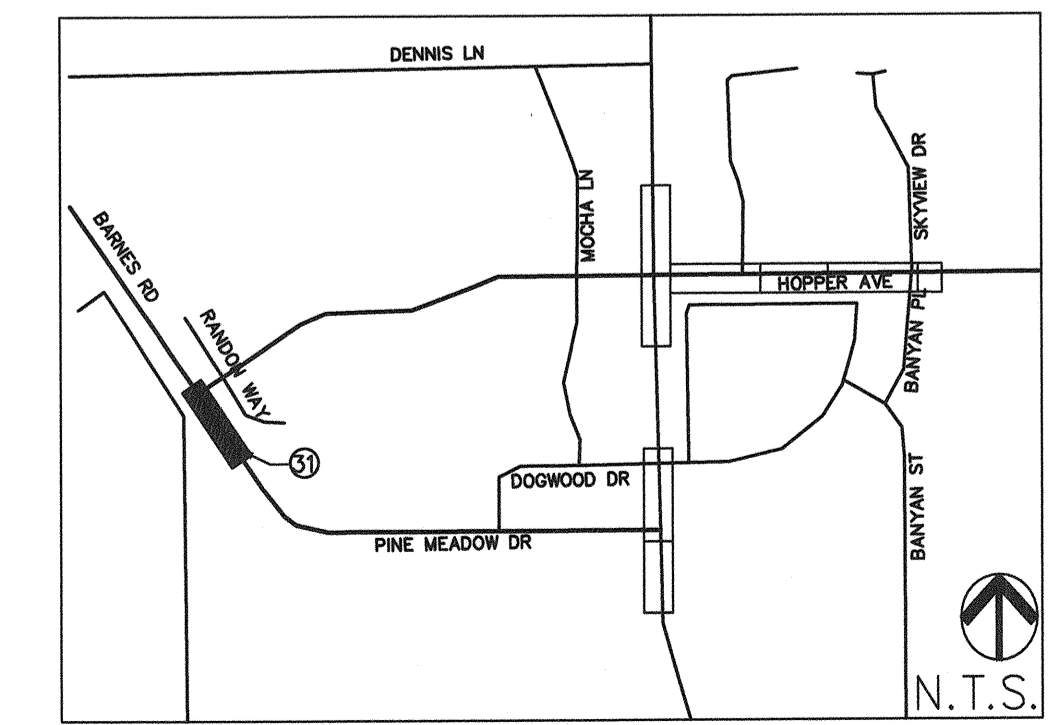 DENNIS LN
BARNES RD
RANDON WAY
MOCHA LN
SKYVIEW DR
HOPPER AVE
BANYAN PL
31
DOGWOOD DR
PINE MEADOW DR
BANYAN ST
N.T.S.